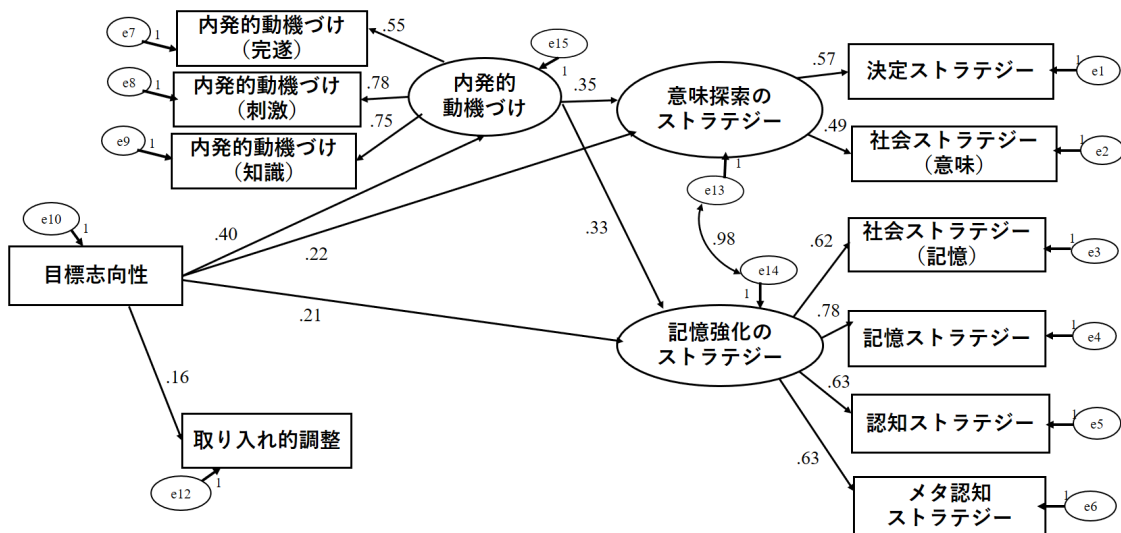 e7
1
内発的動機づけ
（完遂）
.55
e8
1
内発的動機づけ
（刺激）
.78
e9
1
内発的動機づけ
（知識）
.75
内発的
動機づけ
e15
1
.35
意味探索の
ストラテジー
.57
決定ストラテジー
1
e1
.49
社会ストラテジー
（意味）
1
e2
1
e13
.98
e14
1
.33
e10
1
目標志向性
.40
.22
.21
.16
記憶強化の
ストラテジー
.62
社会ストラテジー
（記憶）
1
e3
.78
記憶ストラテジー
1
e4
.63
認知ストラテジー
1
e5
.63
メタ認知
ストラテジー
1
e6
取り入れ的調整
e12
1